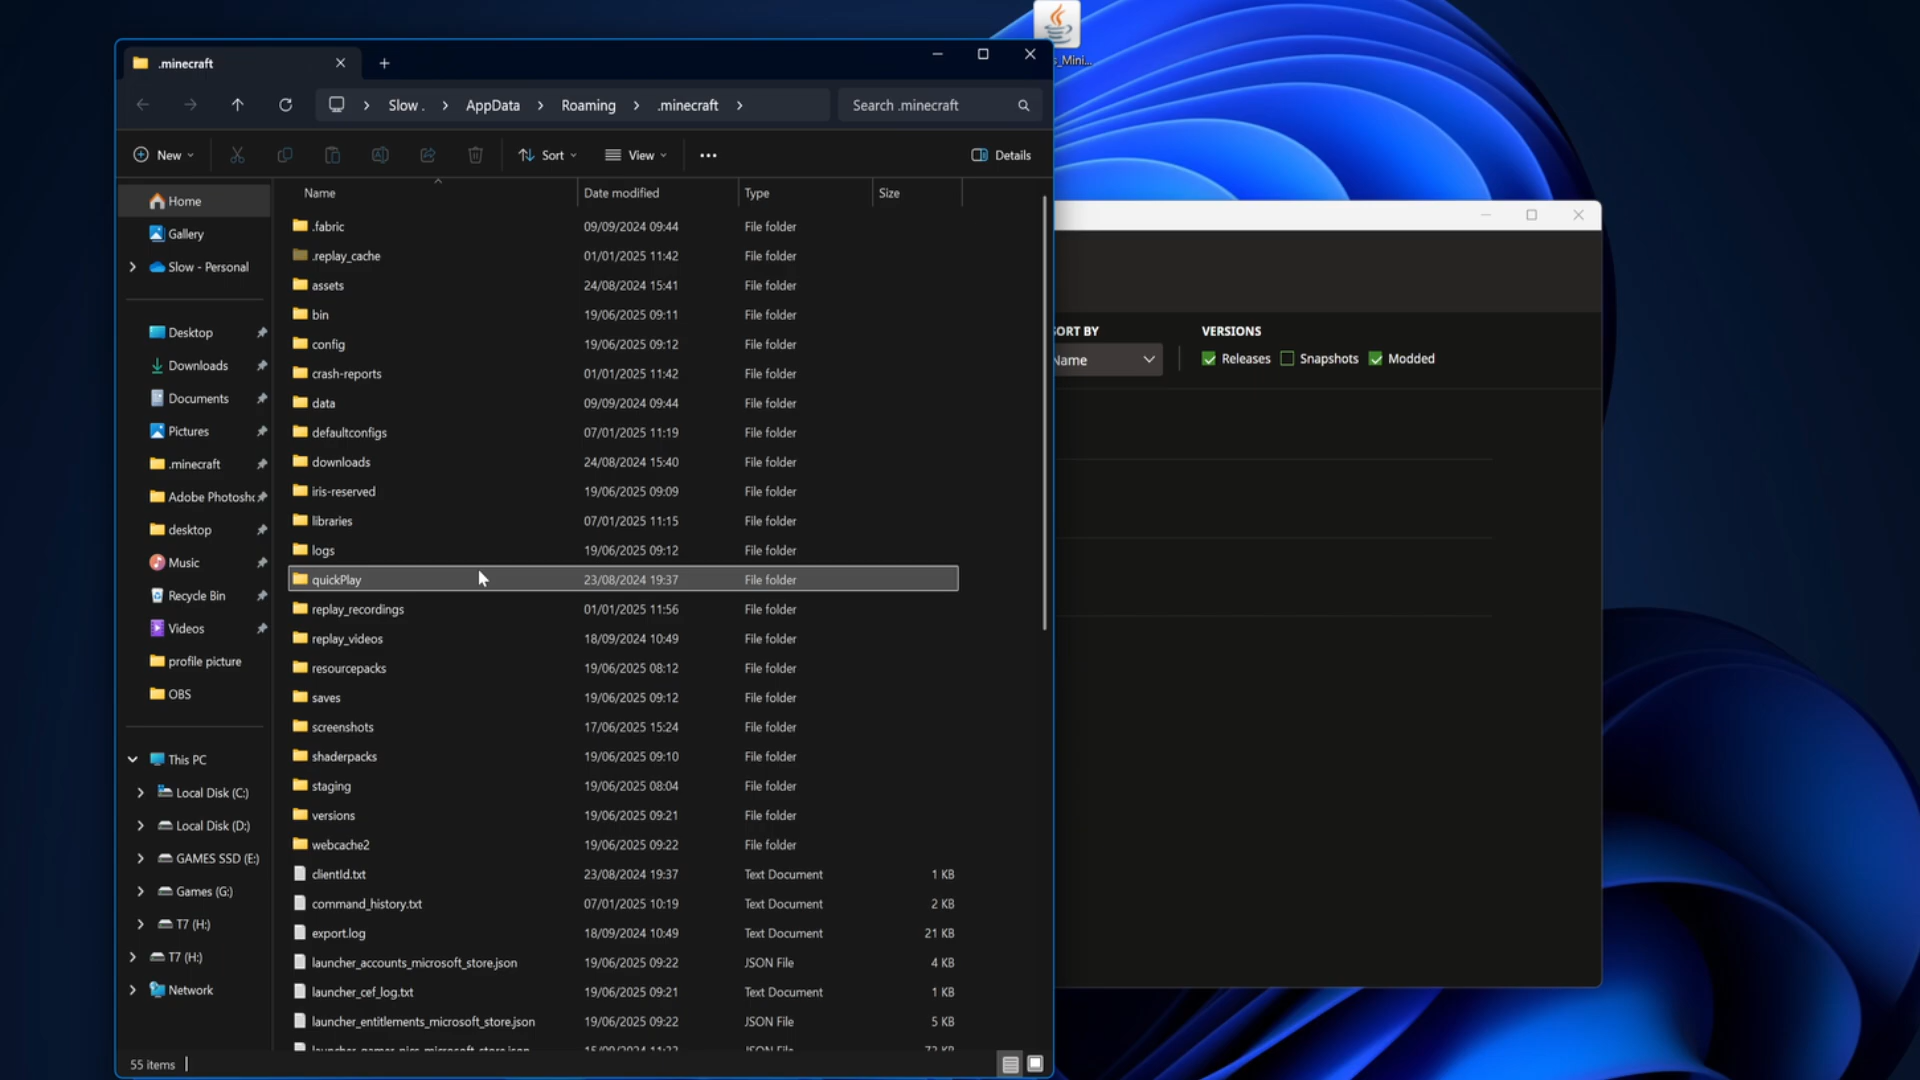 s_Mini...
.minecraft
Slow .
AppData
Roaming
.minecraft
Search .minecraft
New
Sort
View
Details
Name
Date modified
Type
Size
Home
Gallery
Slow - Personal
Desktop
Downloads
Documents
Pictures
.minecraft
Adobe Photosho
desktop
Music
Recycle Bin
Videos
profile picture
OBS
This PC
Local Disk (C:)
Local Disk (D:)
GAMES SSD (E:)
Games (G:)
T7 (H:)
T7 (H:)
Network
.fabric 09/09/2024 09:44 File folder
.replay_cache 01/01/2025 11:42 File folder
assets 24/08/2024 15:41 File folder
bin 19/06/2025 09:11 File folder
config 19/06/2025 09:12 File folder
crash-reports 01/01/2025 11:42 File folder
data 09/09/2024 09:44 File folder
defaultconfigs 07/01/2025 11:19 File folder
downloads 24/08/2024 15:40 File folder
iris-reserved 19/06/2025 09:09 File folder
libraries 07/01/2025 11:15 File folder
logs 19/06/2025 09:12 File folder
quickPlay 23/08/2024 19:37 File folder
replay_recordings 01/01/2025 11:56 File folder
replay_videos 18/09/2024 10:49 File folder
resourcepacks 19/06/2025 08:12 File folder
saves 19/06/2025 09:12 File folder
screenshots 17/06/2025 15:24 File folder
shaderpacks 19/06/2025 09:10 File folder
staging 19/06/2025 08:04 File folder
versions 19/06/2025 09:21 File folder
webcache2 19/06/2025 09:22 File folder
clientId.txt 23/08/2024 19:37 Text Document 1 KB
command_history.txt 07/01/2025 10:19 Text Document 2 KB
export.log 18/09/2024 10:49 Text Document 21 KB
launcher_accounts_microsoft_store.json 19/06/2025 09:22 JSON File 4 KB
launcher_cef_log.txt 19/06/2025 09:21 Text Document 1 KB
launcher_entitlements_microsoft_store.json 19/06/2025 09:22 JSON File 5 KB
55 items
SORT BY
Name
VERSIONS
Releases
Snapshots
Modded